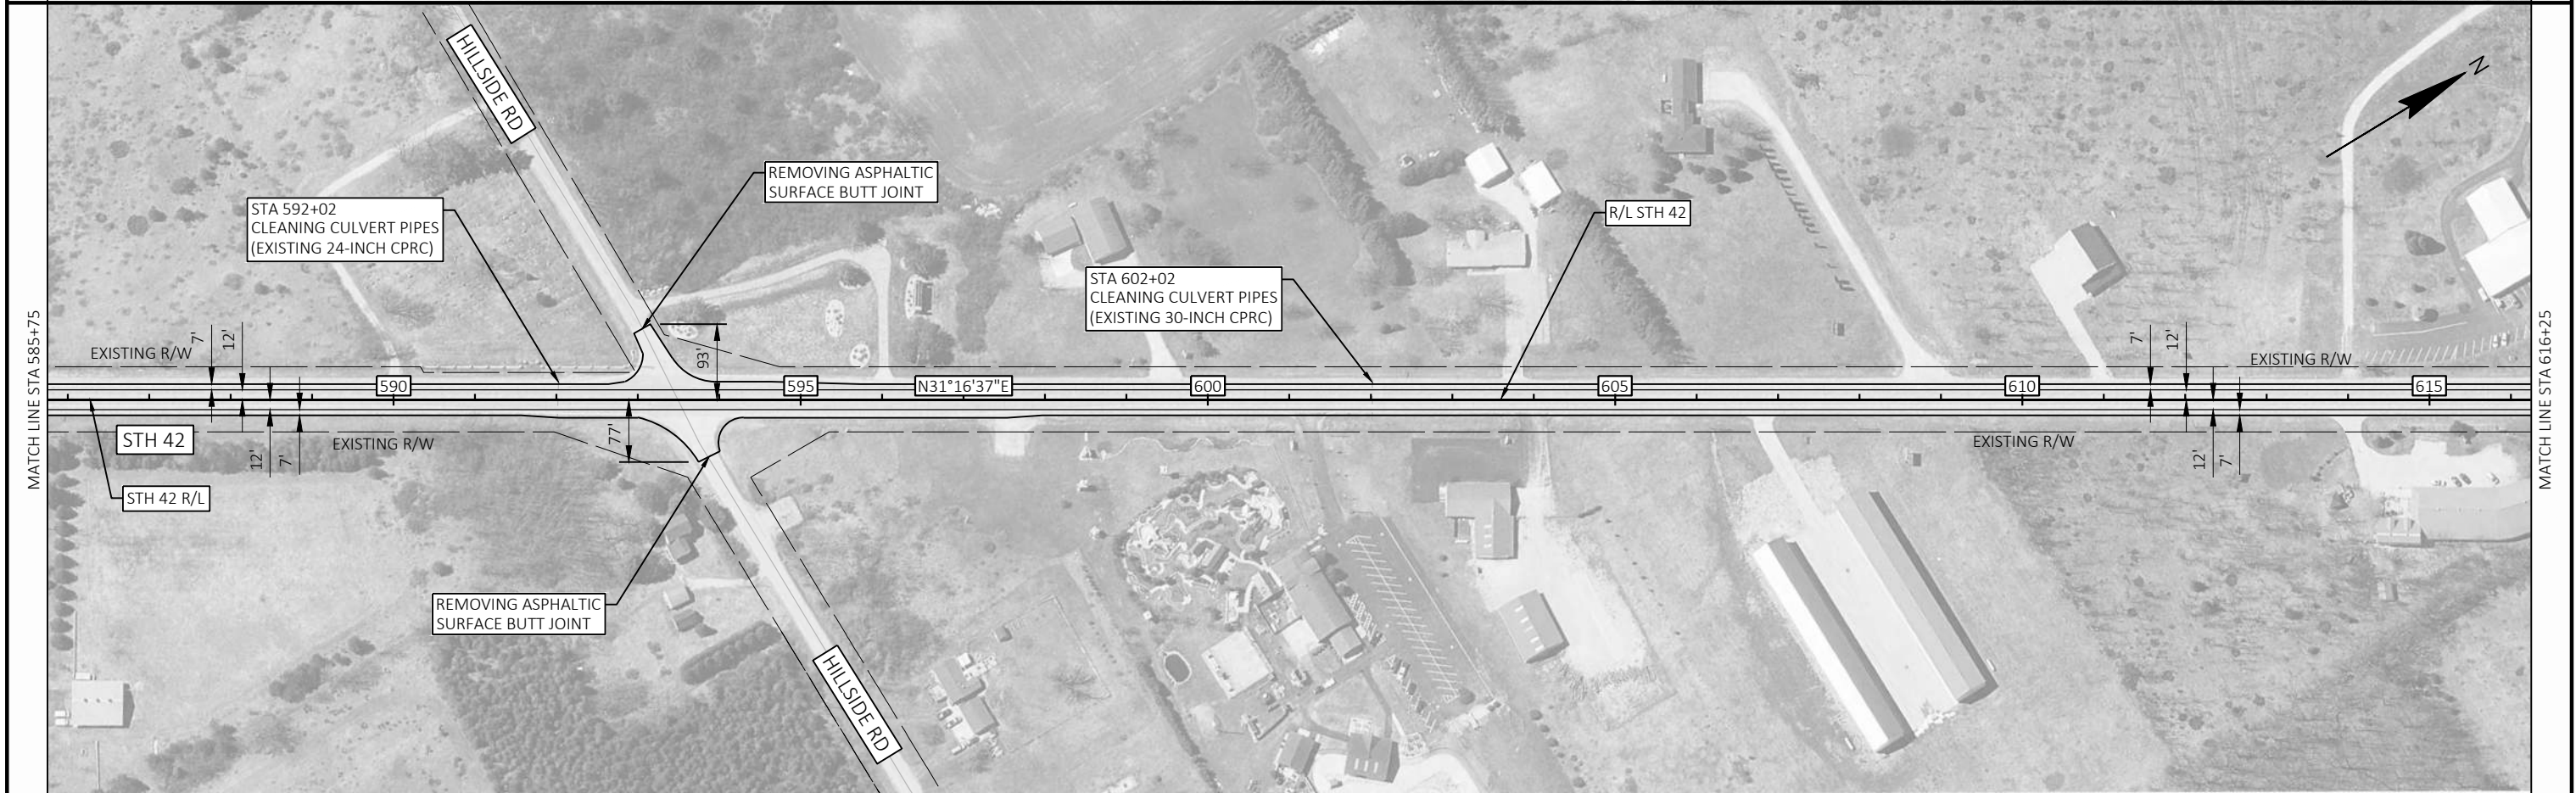 HILLSIDE RD
N
REMOVING ASPHALTIC
SURFACE BUTT JOINT
STA 592+02
CLEANING CULVERT PIPES
(EXISTING 24-INCH CPRC)
R/L STH 42
STA 602+02
CLEANING CULVERT PIPES
(EXISTING 30-INCH CPRC)
MATCH LINE STA 585+75
MATCH LINE STA 616+25
EXISTING R/W
7'
12'
93'
7'
12'
EXISTING R/W
590
595
N31°16'37"E
600
605
610
615
STH 42
EXISTING R/W
12'
7'
77'
EXISTING R/W
12'
7'
STH 42 R/L
REMOVING ASPHALTIC
SURFACE BUTT JOINT
HILLSIDE RD